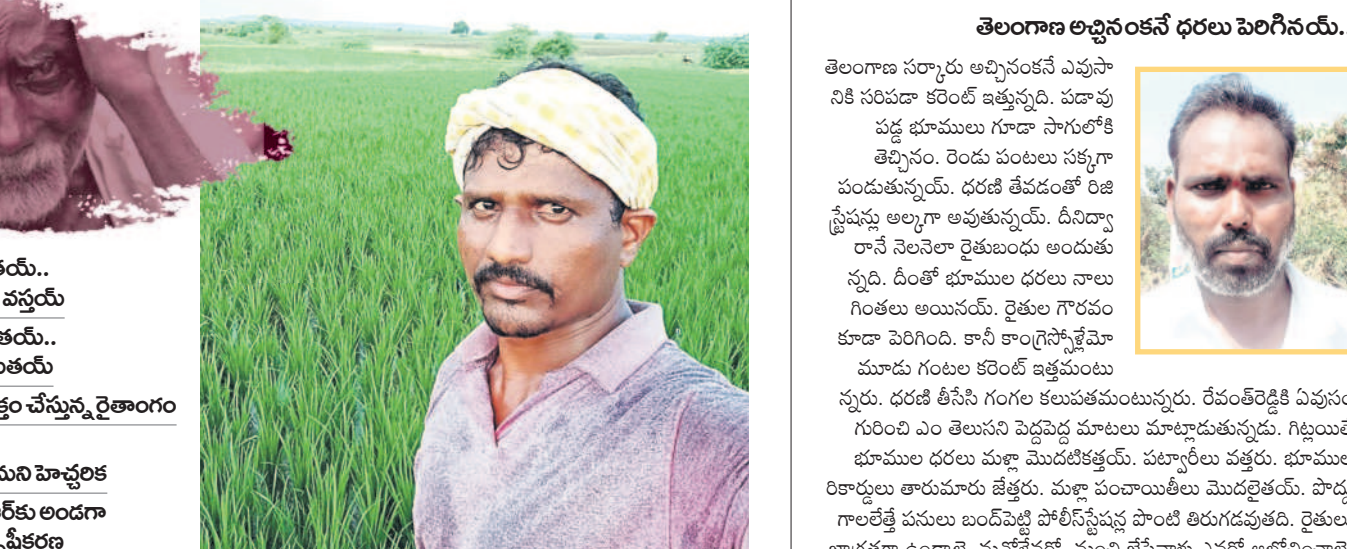 తయ్..
వస్తయ్
తయ్..
తయ్
చేస్తున్న రైతాంగం
హెచ్చరిక
అండగా
తెలంగాణ అచ్చినంకనే ధరలు పెరిగినయ్..
తెలంగాణ సర్కారు అచ్చినంకనే ఎవుసా
నికి సరిపడా కరెంట్ ఇత్తున్నది. పడావు
పడ్డ భూములు గూడా సాగులోకి
తెచ్చినం. రెండు పంటలు సక్కగా
పండుతున్నయ్. ధరణి తేవడంతో రిజి
స్ట్రేషన్లు అల్కగా అవుతున్నయ్. దీనిద్వా
రానే నెలనెలా రైతుబంధు అందుతు
న్నది. దీంతో భూముల ధరలు నాలు
గింతలు అయినయ్. రైతుల గౌరవం
కూడా పెరిగింది. కానీ కాంగ్రెస్సోళ్లేమో
మూడు గంటల కరెంట్ ఇత్తమంటు
న్నరు. ధరణి తీసేసి గంగల కలుపతమంటున్నరు. రేవంత్‌రెడ్డికి ఏవుసం
గురించి ఎం తెలుసని పెద్దపెద్ద మాటలు మాట్లాడుతున్నడు. గిట్లయితే
భూముల ధరలు మళ్లా మొదటికత్తయ్. పట్వారీలు వత్తరు. భూముల
రికార్డులు తారుమారు జేత్తరు. మళ్లా పంచాయితీలు మొదలైతయ్. పొద్దు
గాలలేత్తే పనులు బంద్‌పెట్టి పోలీస్‌స్టేషన్ల పొంటి తిరుగడవుతది. రైతులు